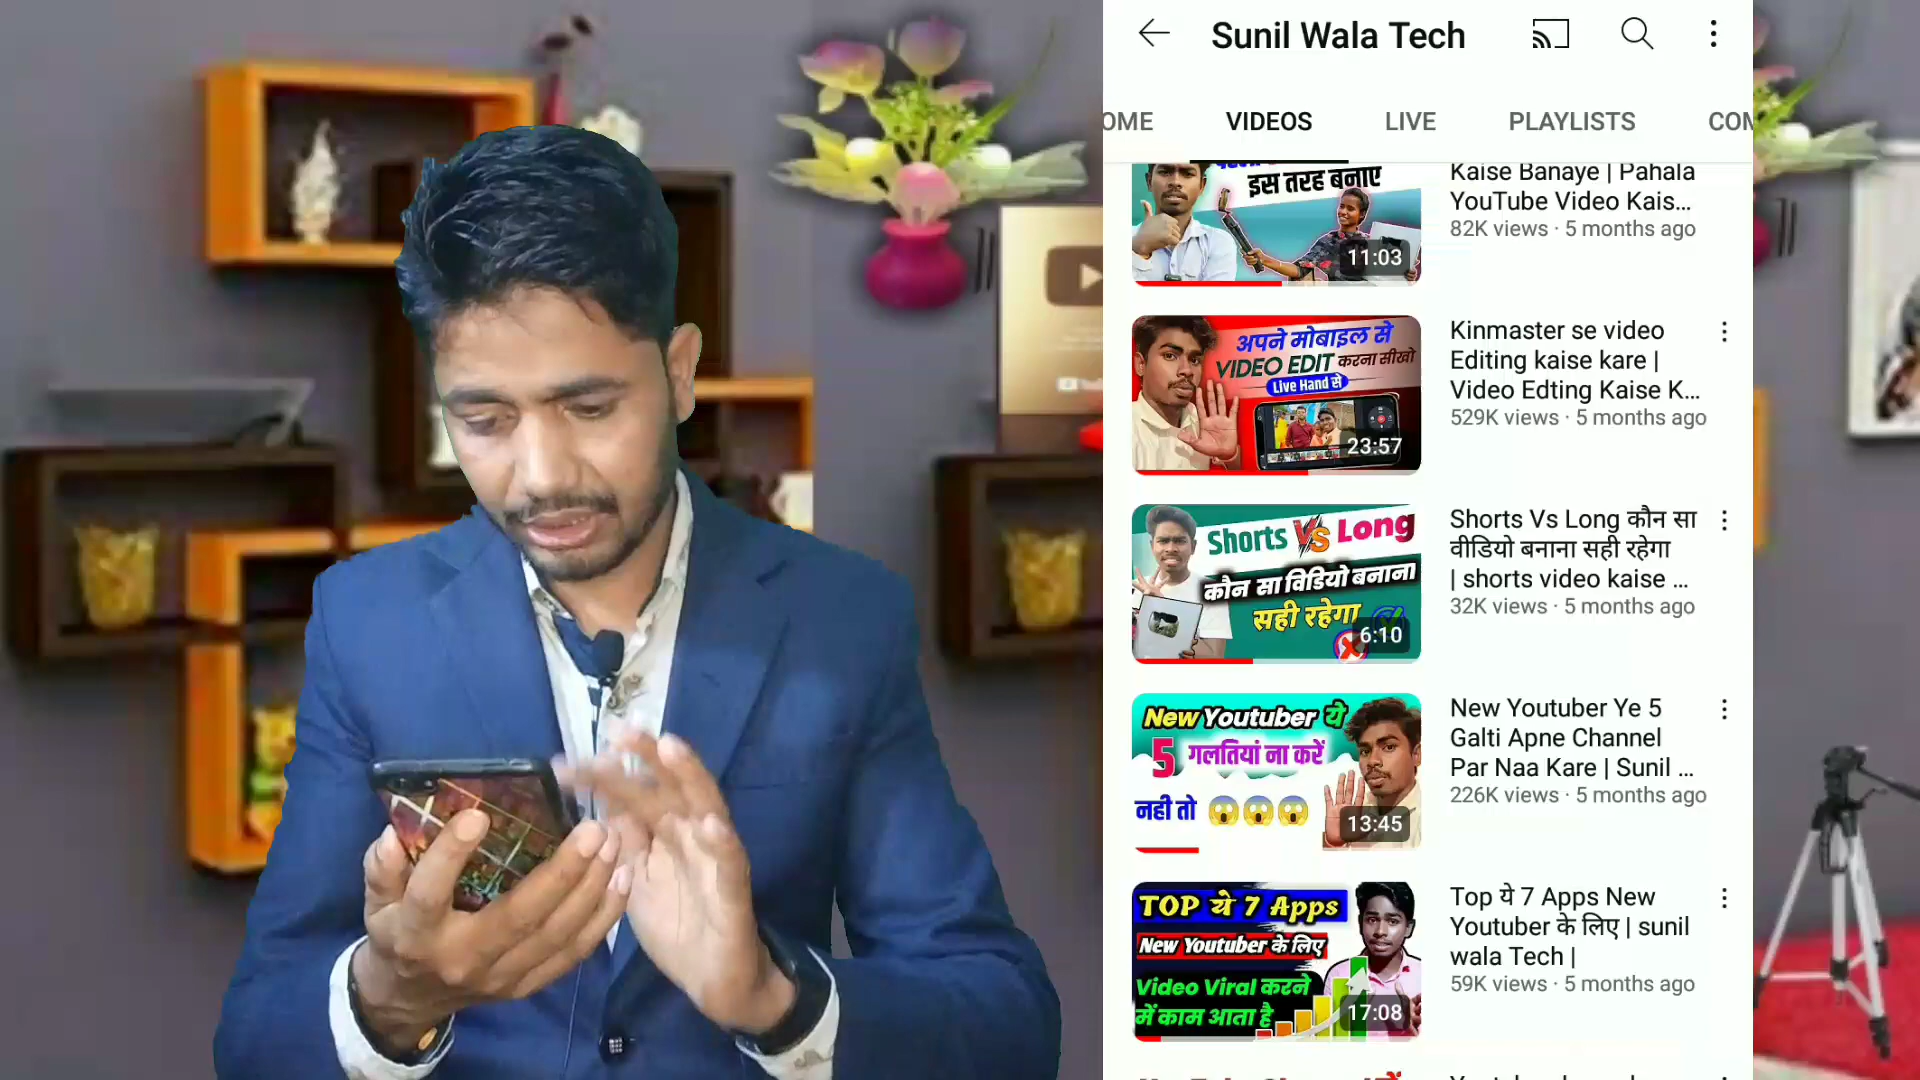 Sunil Wala Tech
OME
VIDEOS
LIVE
PLAYLISTS
CON
इस तरह बनाए
11:03
Kaise Banaye | Pahala
YouTube Video Kais...
82K views · 5 months ago
अपने मोबाइल से
VIDEO EDIT करना सीखो
Live Hand से
23:57
Kinmaster se video
Editing kaise kare |
Video Edting Kaise K...
529K views · 5 months ago
Shorts Vs Long
कौन सा विडियो बनाना
सही रहेगा
6:10
Shorts Vs Long कौन सा
वीडियो बनाना सही रहेगा
| shorts video kaise ...
32K views · 5 months ago
New Youtuber ये
5 गलतियां ना करें
नही तो
13:45
New Youtuber Ye 5
Galti Apne Channel
Par Naa Kare | Sunil ...
226K views · 5 months ago
TOP ये 7 Apps
New Youtuber के लिए
Video Viral करने
में काम आता है
17:08
Top ये 7 Apps New
Youtuber के लिए | sunil
wala Tech |
59K views · 5 months ago